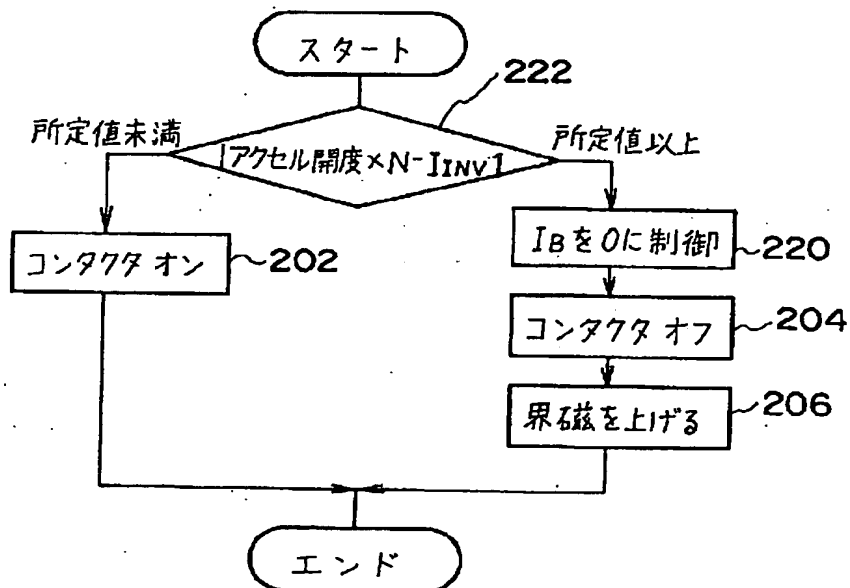 スタート
222
所定値未満
|アクセル開度×N-IINV|
所定値以上
コンタクタ オン
202
IBを0に制御
220
コンタクタ オフ
204
界磁を上げる
206
エンド